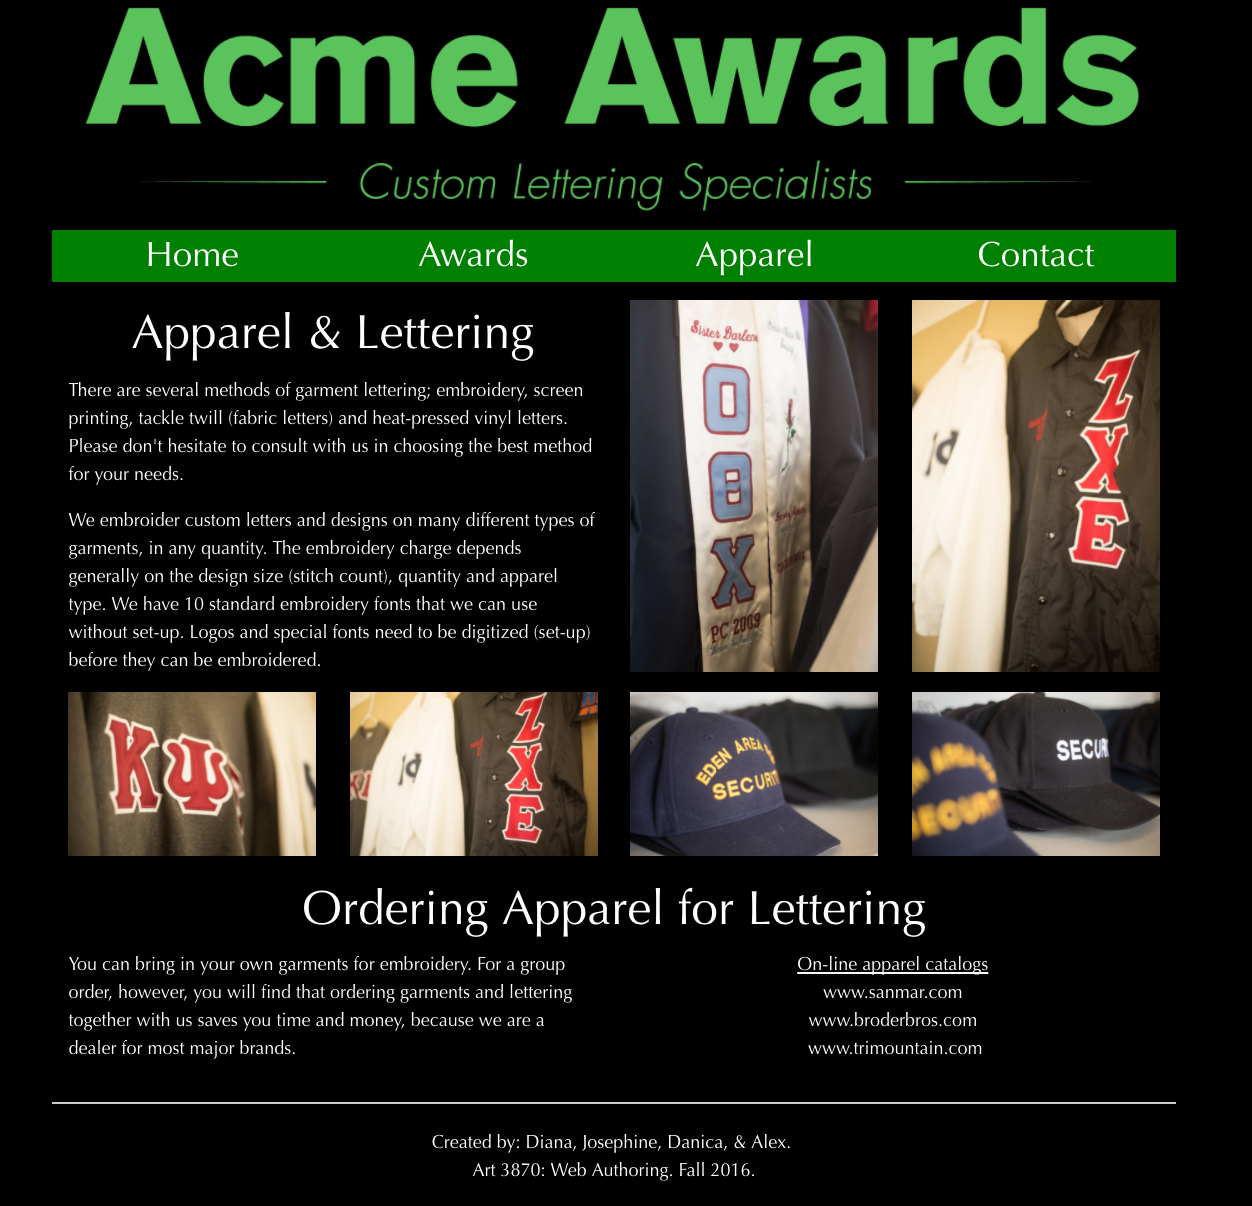 Acme Awards
Custom Lettering Specialists
Home Awards Apparel Contact
Apparel & Lettering
There are several methods of garment lettering; embroidery, screen
printing, tackle twill (fabric letters) and heat-pressed vinyl letters.
Please don't hesitate to consult with us in choosing the best method
for your needs.
We embroider custom letters and designs on many different types of
garments, in any quantity. The embroidery charge depends
generally on the design size (stitch count), quantity and apparel
type. We have 10 standard embroidery fonts that we can use
without set-up. Logos and special fonts need to be digitized (set-up)
before they can be embroidered.
Sister Darlene
Ο
Θ
Χ
PC 2009
Ζ
Χ
Ε
ΚΨ
Ζ
Χ
Ε
EDEN AREA
SECURITY
AREA
SECURITY
SECUR
Ordering Apparel for Lettering
You can bring in your own garments for embroidery. For a group
order, however, you will find that ordering garments and lettering
together with us saves you time and money, because we are a
dealer for most major brands.
On-line apparel catalogs
www.sanmar.com
www.broderbros.com
www.trimountain.com
Created by: Diana, Josephine, Danica, & Alex.
Art 3870: Web Authoring. Fall 2016.